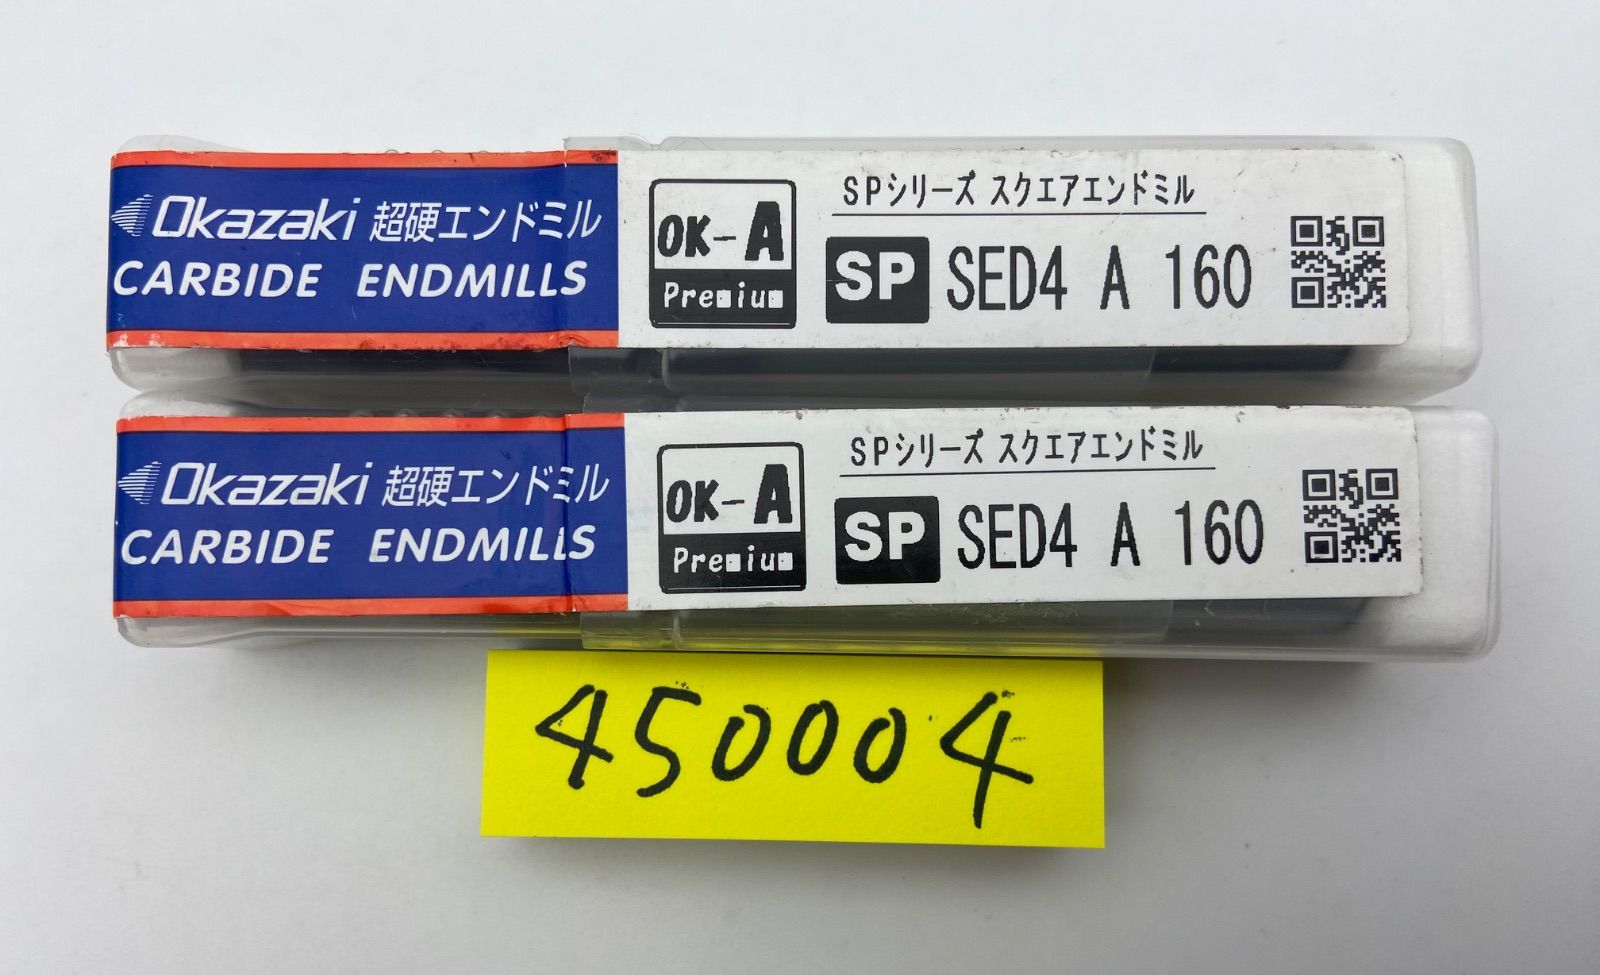 Okazaki 超硬エンドミル
CARBIDE ENDMILLS
OK-A
Premium
SPシリーズ スクエアエンドミル
SP SED4 A 160
Okazaki 超硬エンドミル
CARBIDE ENDMILLS
OK-A
Premium
SPシリーズ スクエアエンドミル
SP SED4 A 160
450004